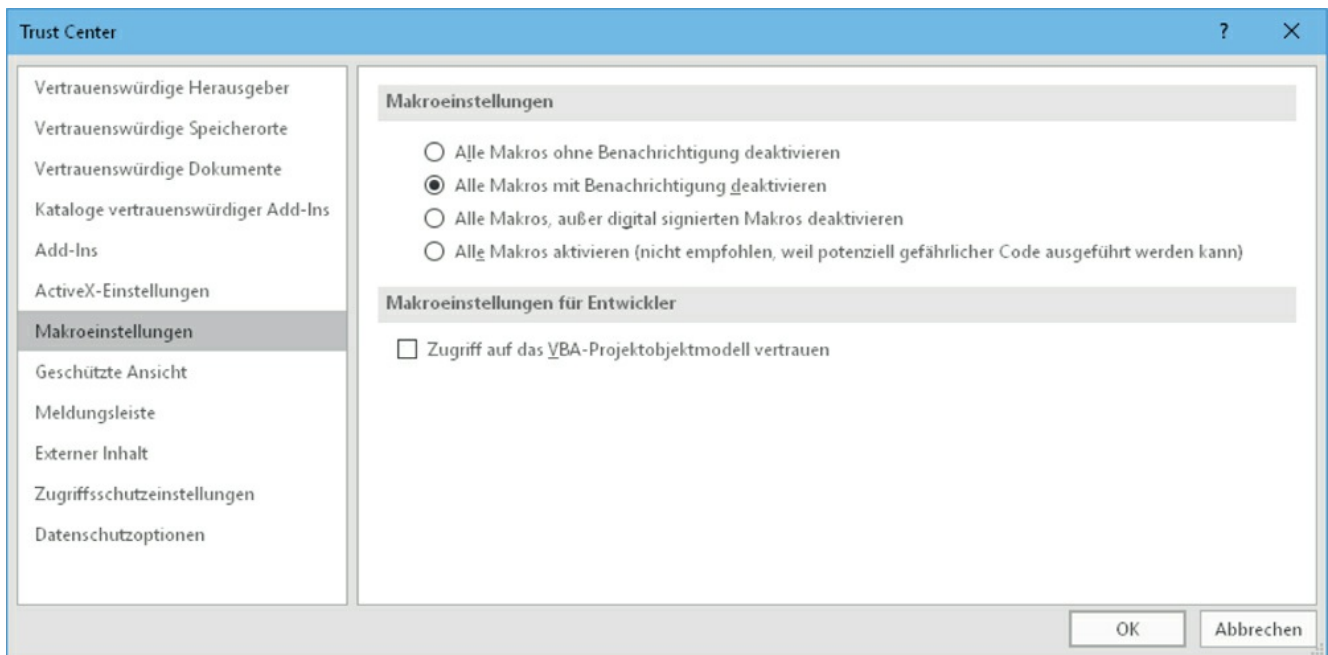 Trust Center
?
Vertrauenswürdige Herausgeber
Vertrauenswürdige Speicherorte
Vertrauenswürdige Dokumente
Kataloge vertrauenswürdiger Add-Ins
Add-Ins
ActiveX-Einstellungen
Makroeinstellungen
Geschützte Ansicht
Meldungsleiste
Externer Inhalt
Zugriffsschutzeinstellungen
Datenschutzoptionen
Makroeinstellungen
Alle Makros ohne Benachrichtigung deaktivieren
Alle Makros mit Benachrichtigung deaktivieren
Alle Makros, außer digital signierten Makros deaktivieren
Alle Makros aktivieren (nicht empfohlen, weil potenziell gefährlicher Code ausgeführt werden kann)
Makroeinstellungen für Entwickler
Zugriff auf das VBA-Projektobjektmodell vertrauen
OK
Abbrechen